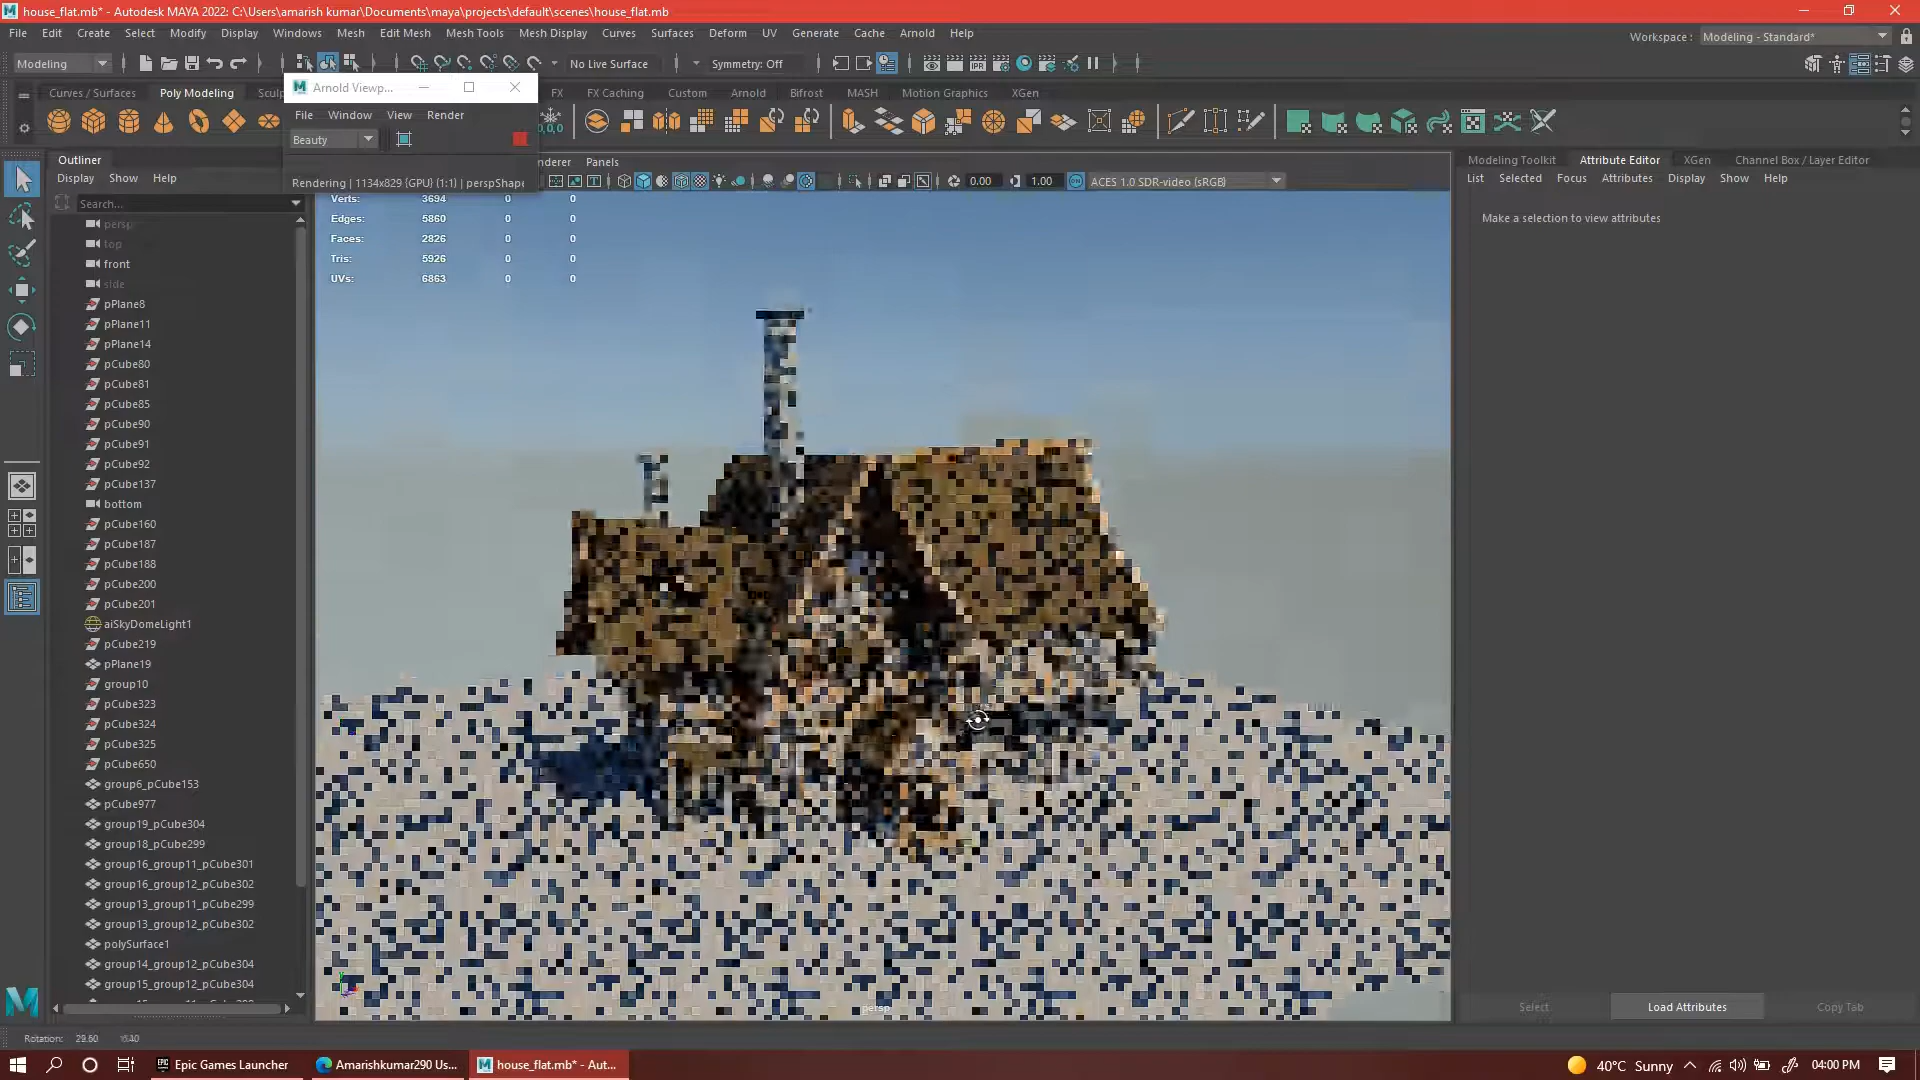 house_flat.mb* - Autodesk MAYA 2022: C:\Users\amarish kumar\Documents\maya\projects\default\scenes\house_flat.mb
File Edit Create Select Modify Display Windows Mesh Edit Mesh Mesh Tools Mesh Display Curves Surfaces Deform UV Generate Cache Arnold Help
Workspace : Modeling - Standard*
Modeling
No Live Surface
Symmetry: Off
Curves / Surfaces
Poly Modeling
FX
FX Caching
Custom
Arnold
Bifrost
MASH
Motion Graphics
XGen
Arnold Viewp...
File Window View Render
Beauty
0,0,0
Rendering | 1134x829 {GPU} (1:1) | perspShape
Panels
0.00
1.00
ACES 1.0 SDR-video (sRGB)
Outliner
Display Show Help
Search...
persp
top
front
side
pPlane8
pPlane11
pPlane14
pCube80
pCube81
pCube85
pCube90
pCube91
pCube92
pCube137
bottom
pCube160
pCube187
pCube188
pCube200
pCube201
aiSkyDomeLight1
pCube219
pPlane19
group10
pCube323
pCube324
pCube325
pCube650
group6_pCube153
pCube977
group19_pCube304
group18_pCube299
group16_group11_pCube301
group16_group12_pCube302
group13_group11_pCube299
group13_group12_pCube302
polySurface1
group14_group12_pCube304
group15_group12_pCube304
Verts: 3694 0 0
Edges: 5860 0 0
Faces: 2826 0 0
Tris: 5926 0 0
UVs: 6863 0 0
persp
Modeling Toolkit Attribute Editor XGen Channel Box / Layer Editor
List Selected Focus Attributes Display Show Help
Make a selection to view attributes
Select Load Attributes Copy Tab
Rotation: 29.60
Epic Games Launcher
Amarishkumar290 Us...
house_flat.mb* - Aut...
40°C Sunny
04:00 PM